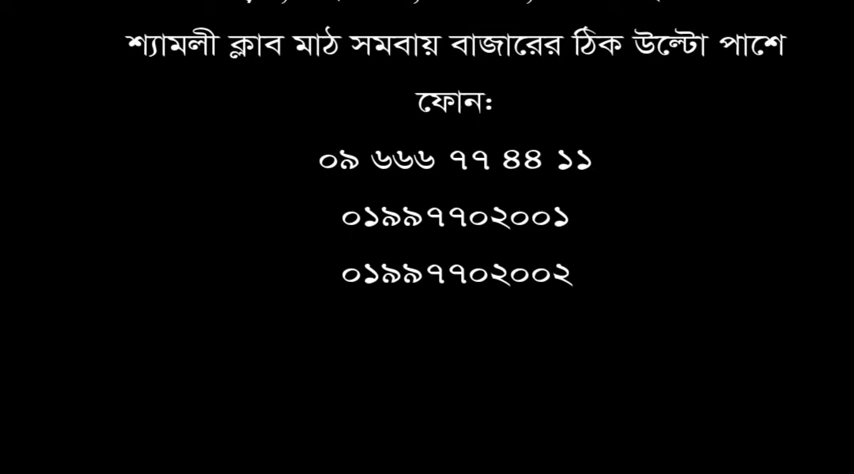 শ্যামলী ক্লাব মাঠ সমবায় বাজারের ঠিক উল্টো পাশে
ফোন:
০৯ ৬৬৬ ৭৭ ৪৪ ১১
০১৯৯৭৭০২০০১
০১৯৯৭৭০২০০২